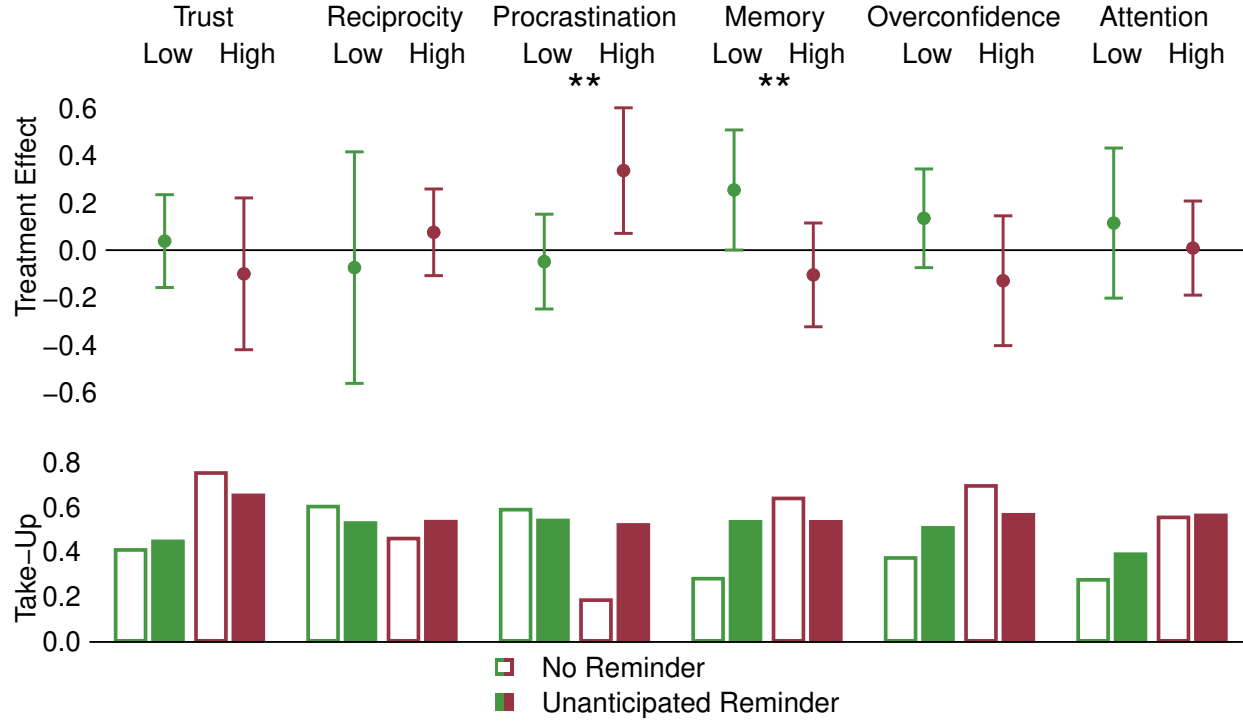 Trust Reciprocity Procrastination Memory Overconfidence Attention
Low High Low High Low High Low High Low High Low High
** **
Treatment Effect
0.6
0.4
0.2
0.0
−0.2
−0.4
−0.6
Take−Up
0.8
0.6
0.4
0.2
0.0
No Reminder
Unanticipated Reminder